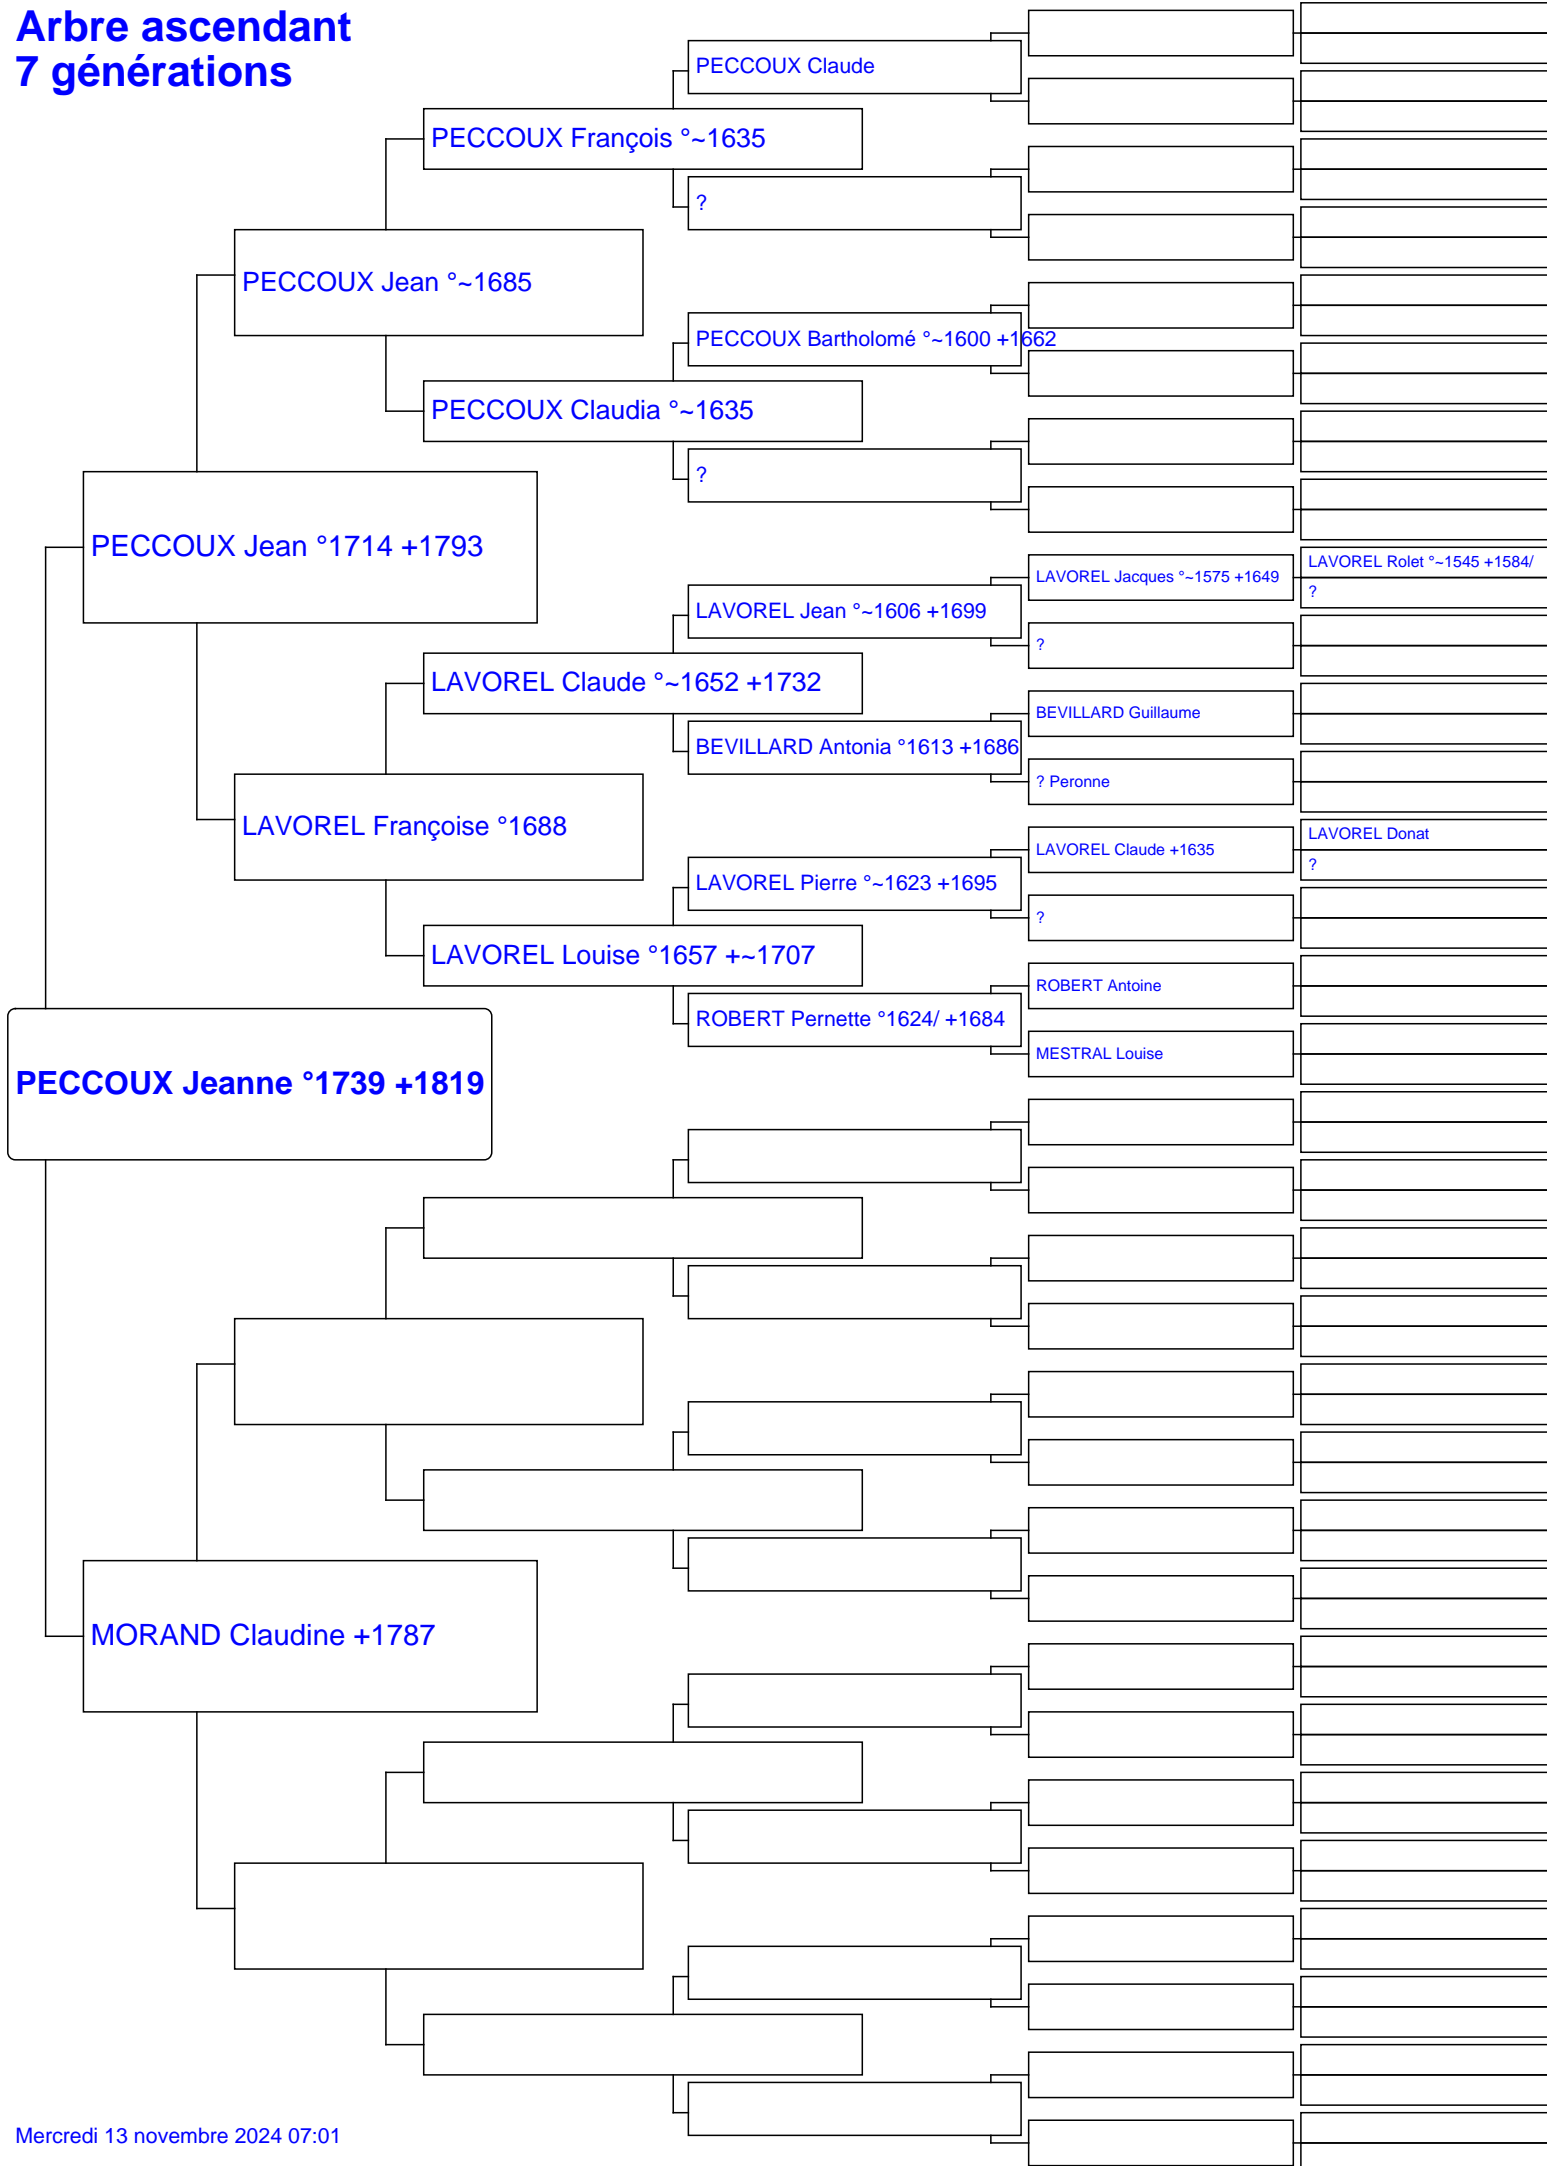 Arbre ascendant
7 générations
PECCOUX Claude
PECCOUX François °~1635
?
PECCOUX Jean °~1685
PECCOUX Bartholomé °~1600 +1662
PECCOUX Claudia °~1635
?
PECCOUX Jean °1714 +1793
LAVOREL Rolet °~1545 +1584/
LAVOREL Jacques °~1575 +1649
?
LAVOREL Jean °~1606 +1699
?
LAVOREL Claude °~1652 +1732
BEVILLARD Guillaume
BEVILLARD Antonia °1613 +1686
? Peronne
LAVOREL Françoise °1688
LAVOREL Donat
LAVOREL Claude +1635
?
LAVOREL Pierre °~1623 +1695
?
LAVOREL Louise °1657 +~1707
ROBERT Antoine
ROBERT Pernette °1624/ +1684
MESTRAL Louise
PECCOUX Jeanne °1739 +1819
MORAND Claudine +1787
Mercredi 13 novembre 2024 07:01